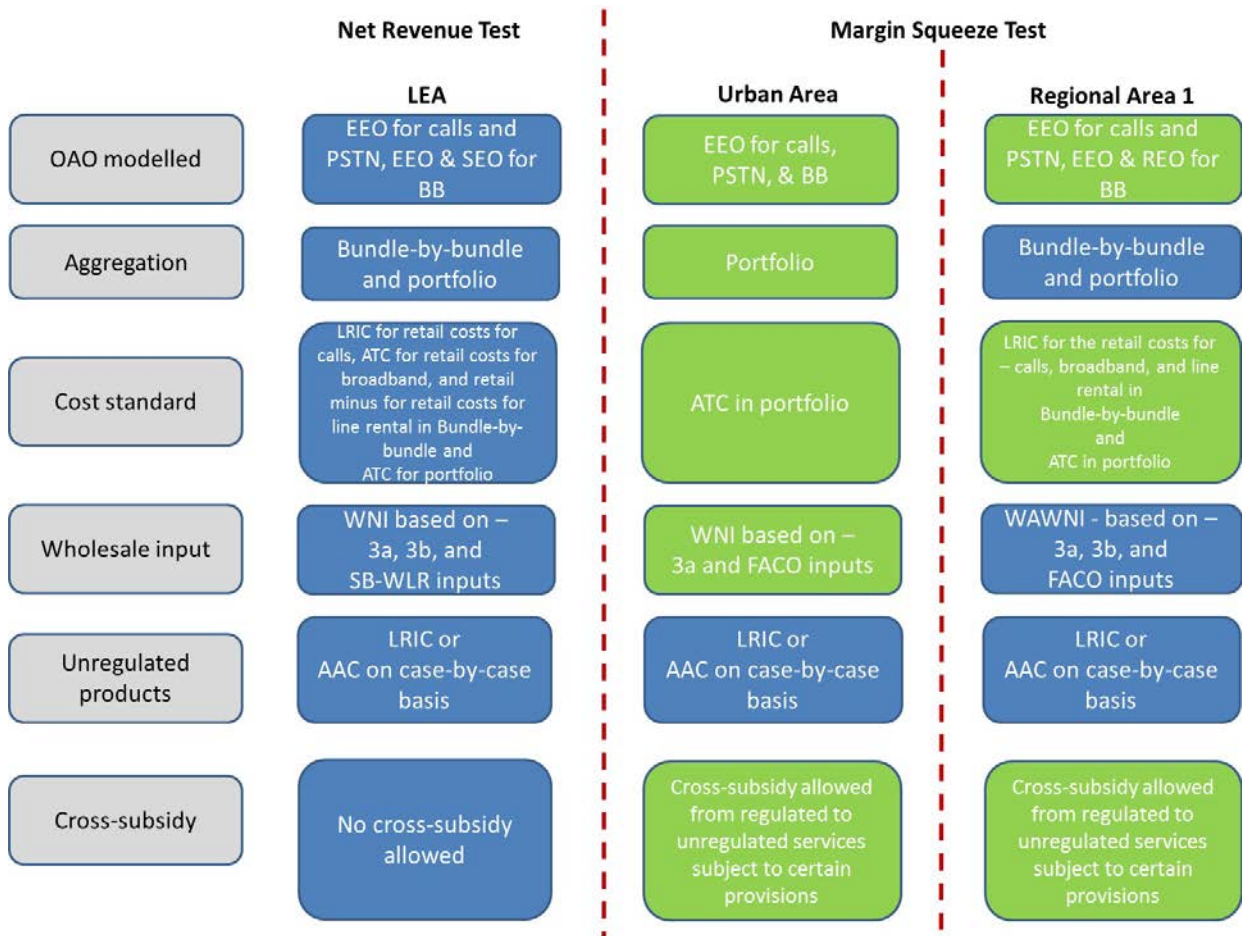 Net Revenue Test
Margin Squeeze Test
LEA
Urban Area
Regional Area 1
OAO modelled
EEO for calls and
PSTN, EEO & SEO for
BB
EEO for calls,
PSTN, & BB
EEO for calls and
PSTN, EEO & REO for
BB
Aggregation
Bundle-by-bundle
and portfolio
Portfolio
Bundle-by-bundle
and portfolio
Cost standard
LRIC for retail costs for
calls, ATC for retail costs for
broadband, and retail
minus for retail costs for
line rental in Bundle-by-
bundle and
ATC for portfolio
ATC in portfolio
LRIC for the retail costs for
– calls, broadband, and line
rental in
Bundle-by-bundle
and
ATC in portfolio
Wholesale input
WNI based on –
3a, 3b, and
SB-WLR inputs
WNI based on –
3a and FACO inputs
WAWNI - based on –
3a, 3b, and
FACO inputs
Unregulated
products
LRIC or
AAC on case-by-case
basis
LRIC or
AAC on case-by-case
basis
LRIC or
AAC on case-by-case
basis
Cross-subsidy
No cross-subsidy
allowed
Cross-subsidy allowed
from regulated to
unregulated services
subject to certain
provisions
Cross-subsidy allowed
from regulated to
unregulated services
subject to certain
provisions